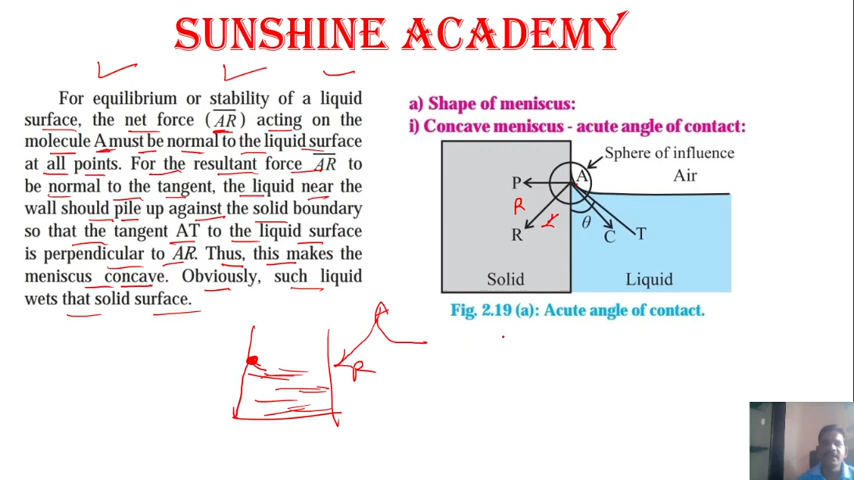 SUNSHINE ACADEMY
For equilibrium or stability of a liquid
surface, the net force (AR) acting on the
molecule A must be normal to the liquid surface
at all points. For the resultant force AR to
be normal to the tangent, the liquid near the
wall should pile up against the solid boundary
so that the tangent AT to the liquid surface
is perpendicular to AR. Thus, this makes the
meniscus concave. Obviously, such liquid
wets that solid surface.
a) Shape of meniscus:
i) Concave meniscus - acute angle of contact:
Sphere of influence
Air
A
P
R
R
θ
C
T
Solid
Liquid
Fig. 2.19 (a): Acute angle of contact.
A
R